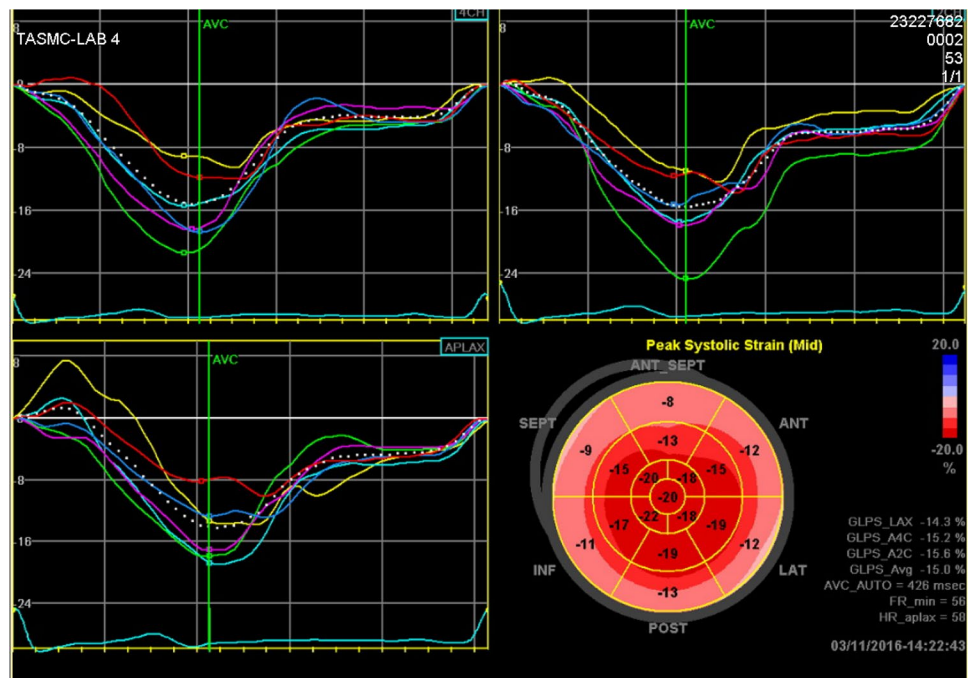 4CH
AVC
8
TASMC-LAB 4
-8
-16
-24
AVC
23227682
0002
53
1/1
8
-8
-16
-24
APLAX
AVC
8
-8
-16
-24
Peak Systolic Strain (Mid)
20.0
ANT_SEPT
SEPT
ANT
-8
-9
-13
-12
-15
-20
-18
-15
-20.0
-20
%
-17
-22
-18
-19
-11
-19
-12
INF
LAT
-13
POST
GLPS_LAX -14.3 %
GLPS_A4C -15.2 %
GLPS_A2C -15.6 %
GLPS_Avg -15.0 %
AVC_AUTO = 426 msec
FR_min = 56
HR_aplax = 58
03/11/2016-14:22:43